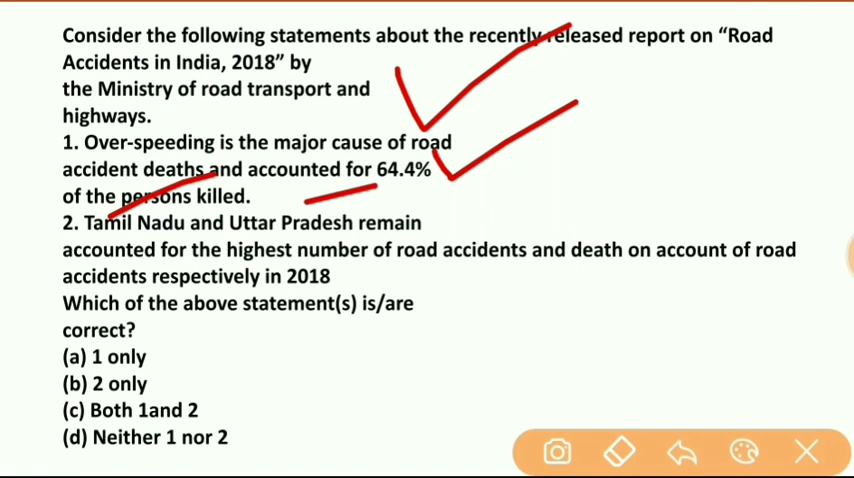 Consider the following statements about the recently released report on “Road
Accidents in India, 2018” by
the Ministry of road transport and
highways.
1. Over-speeding is the major cause of road
accident deaths and accounted for 64.4%
of the persons killed.
2. Tamil Nadu and Uttar Pradesh remain
accounted for the highest number of road accidents and death on account of road
accidents respectively in 2018
Which of the above statement(s) is/are
correct?
(a) 1 only
(b) 2 only
(c) Both 1and 2
(d) Neither 1 nor 2